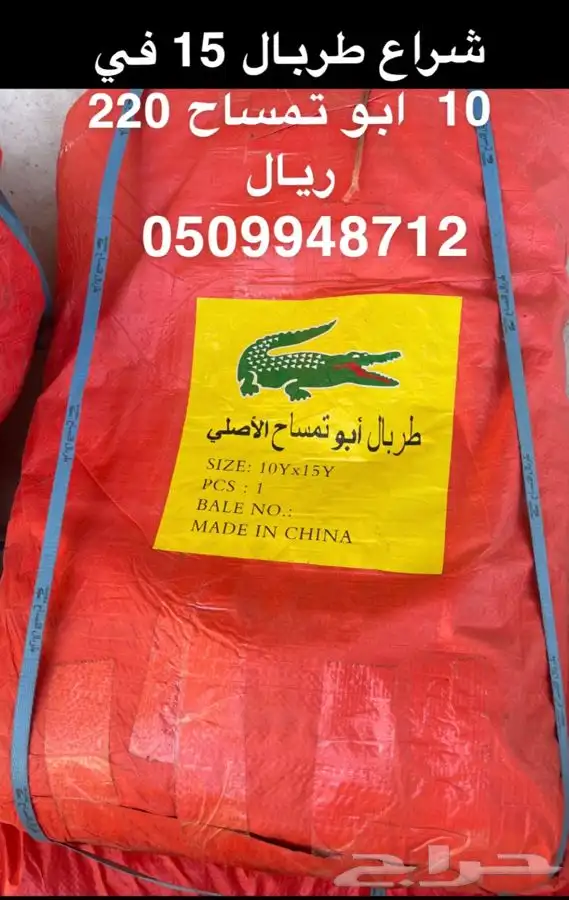 شراع طربال 15 في
10 ابو تمساح 220
ريال
0509948712
طربال أبو تمساح الأصلي
SIZE: 10Yx15Y
PCS : 1
BALE NO.:
MADE IN CHINA
حراج